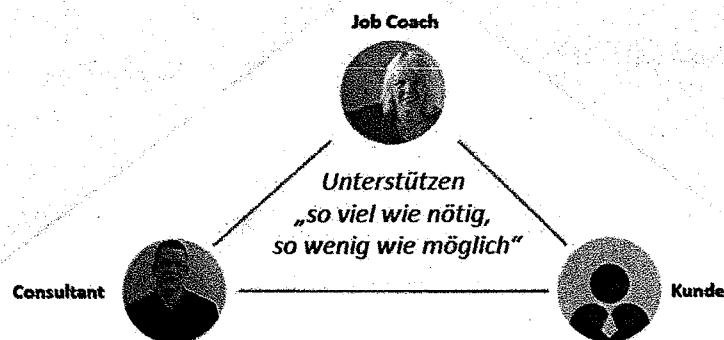 Job Coach
Unterstützen
„so viel wie nötig,
so wenig wie möglich“
Consultant
Kunde